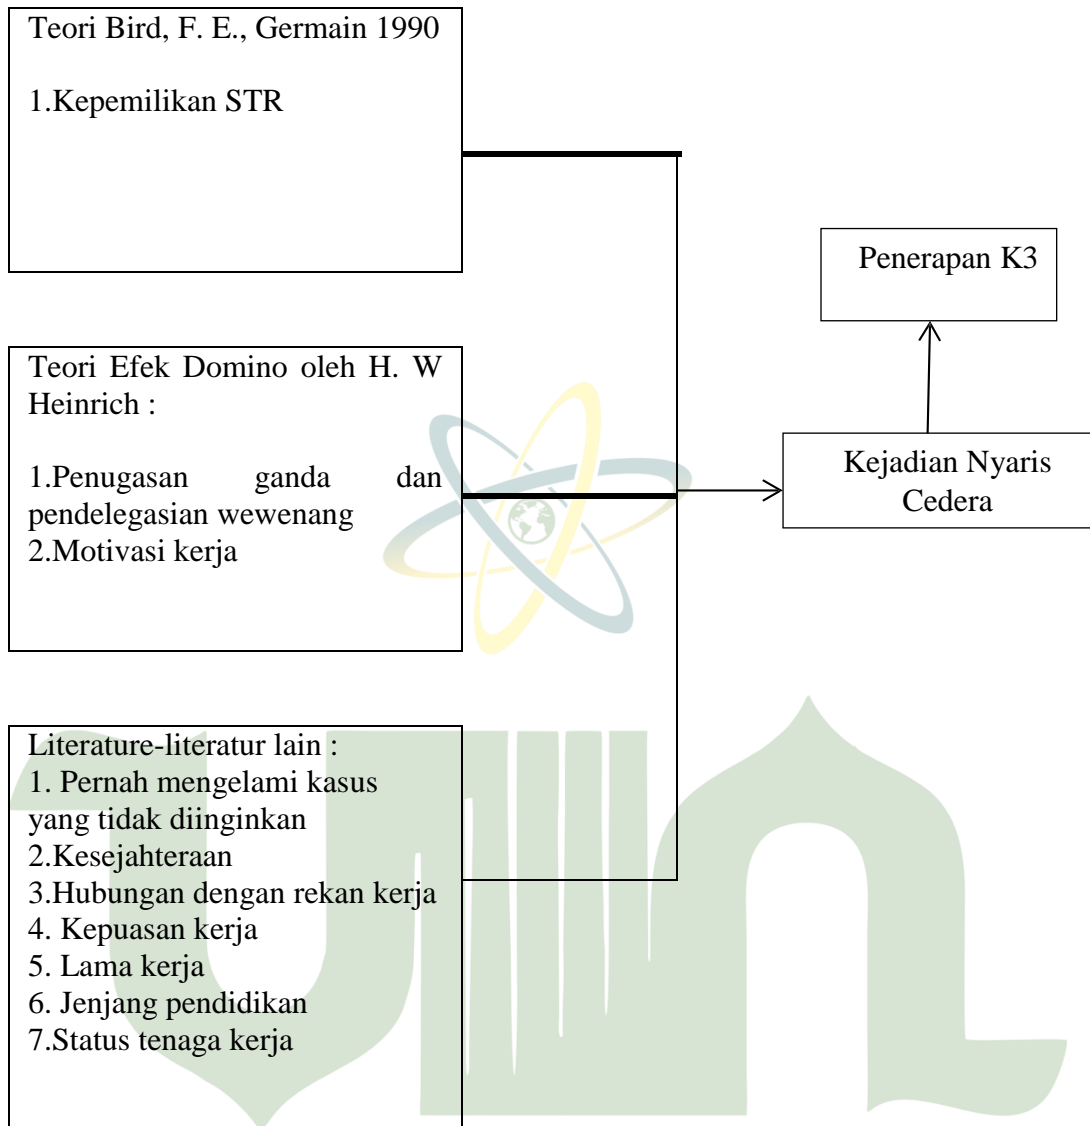 Teori Bird, F. E., Germain 1990
1.Kepemilikan STR
Penerapan K3
Teori Efek Domino oleh H. W
Heinrich :
1.Penugasan ganda dan
pendelegasian wewenang
2.Motivasi kerja
Kejadian Nyaris
Cedera
Literature-literatur lain :
1. Pernah mengelami kasus
yang tidak diinginkan
2.Kesejahteraan
3.Hubungan dengan rekan kerja
4. Kepuasan kerja
5. Lama kerja
6. Jenjang pendidikan
7.Status tenaga kerja